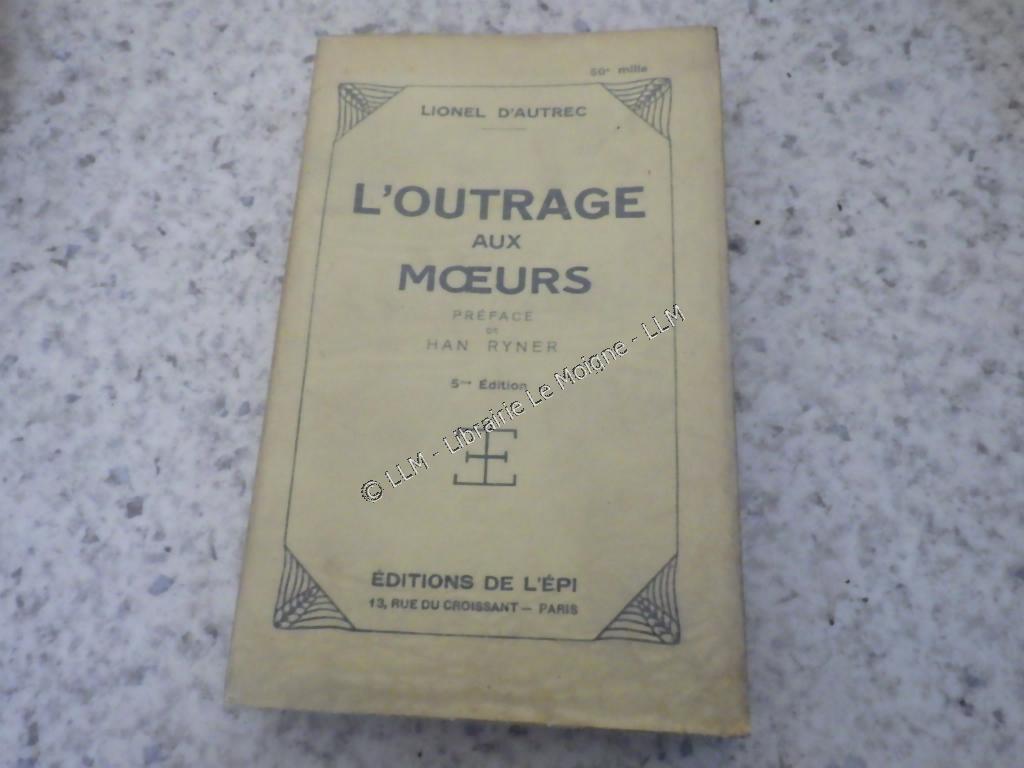 50e mille
LIONEL D'AUTREC
L'OUTRAGE
AUX
MŒURS
PRÉFACE
DE
HAN RYNER
5me Édition
© LLM - Librairie Le Moigne - LLM
ÉDITIONS DE L'ÉPI
13, RUE DU CROISSANT — PARIS